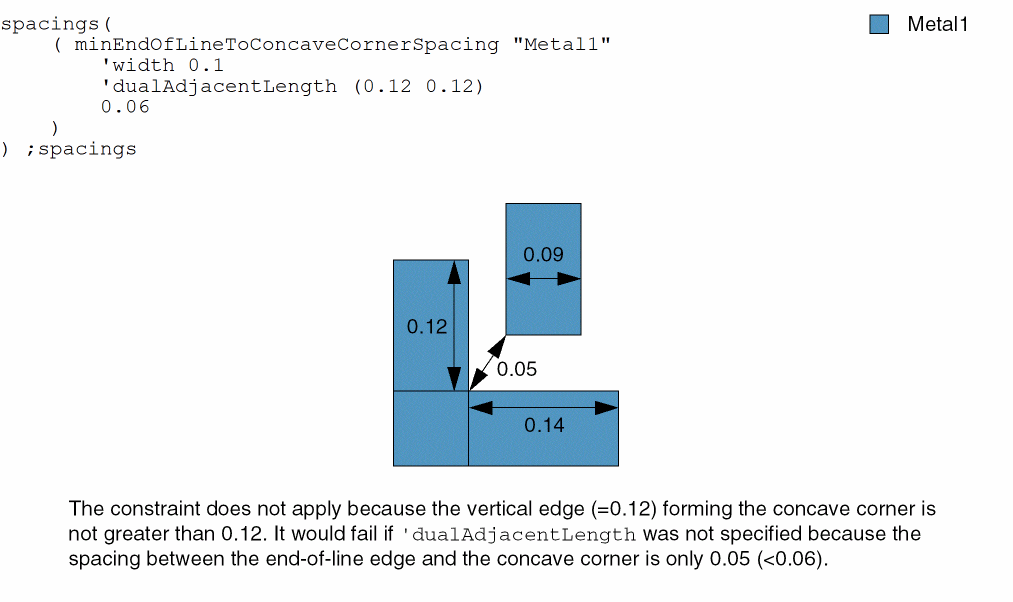 spacings(
( minEndOfLineToConcaveCornerSpacing "Metal1"
'width 0.1
'dualAdjacentLength (0.12 0.12)
0.06
)
) ;spacings
Metal1
0.09
0.12
0.05
0.14
The constraint does not apply because the vertical edge (=0.12) forming the concave corner is
not greater than 0.12. It would fail if 'dualAdjacentLength was not specified because the
spacing between the end-of-line edge and the concave corner is only 0.05 (<0.06).